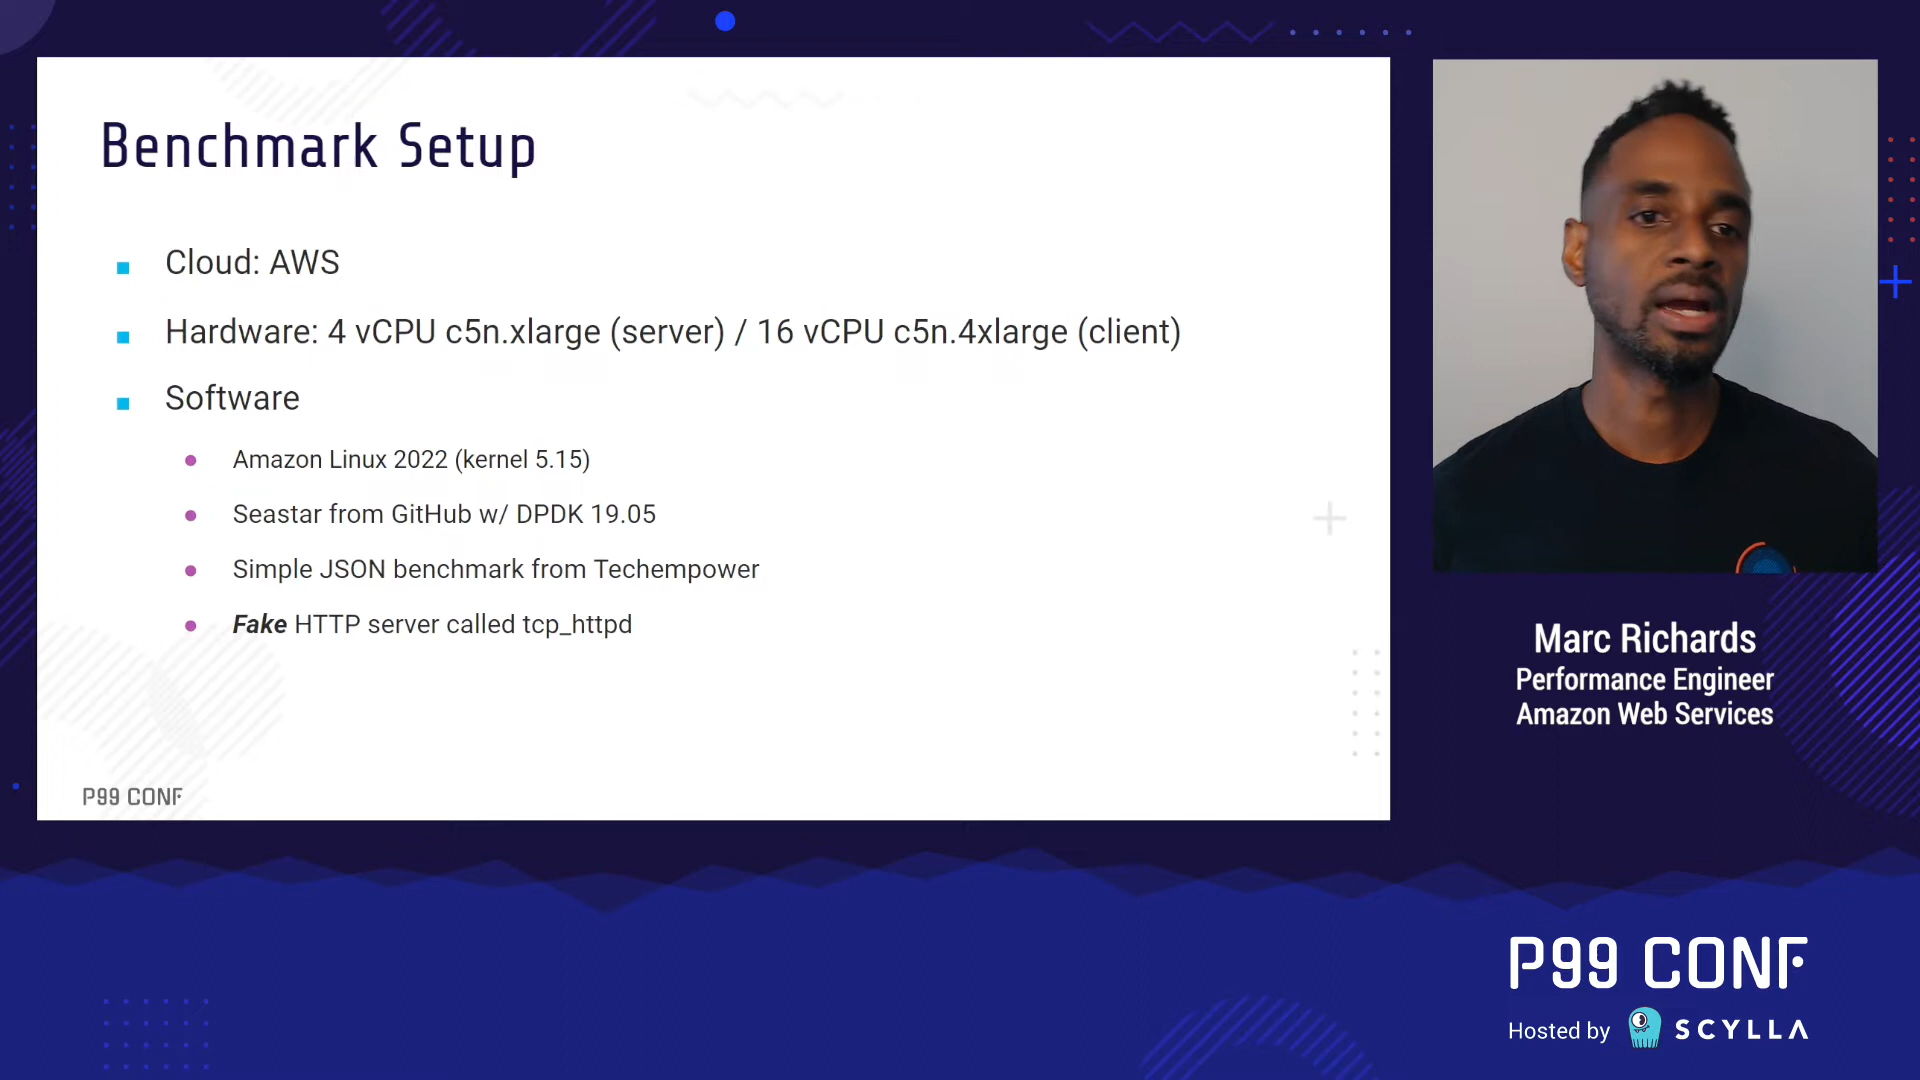 Benchmark Setup
Cloud: AWS
Hardware: 4 vCPU c5n.xlarge (server) / 16 vCPU c5n.4xlarge (client)
Software
Amazon Linux 2022 (kernel 5.15)
Seastar from GitHub w/ DPDK 19.05
Simple JSON benchmark from Techempower
Fake HTTP server called tcp_httpd
P99 CONF
Marc Richards
Performance Engineer
Amazon Web Services
P99 CONF
Hosted by SCYLLA